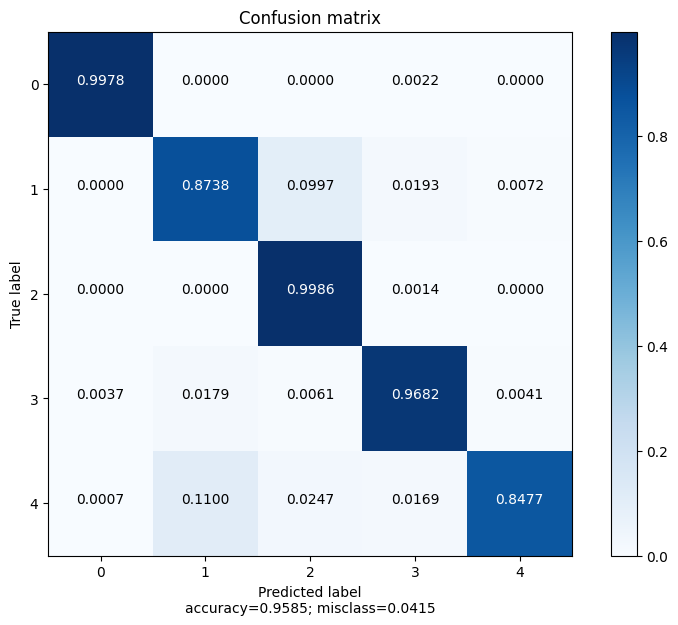 Confusion matrix
0 0.9978 0.0000 0.0000 0.0022 0.0000
1 0.0000 0.8738 0.0997 0.0193 0.0072
2 0.0000 0.0000 0.9986 0.0014 0.0000
3 0.0037 0.0179 0.0061 0.9682 0.0041
4 0.0007 0.1100 0.0247 0.0169 0.8477
0 1 2 3 4
True label
Predicted label
accuracy=0.9585; misclass=0.0415
0.8
0.6
0.4
0.2
0.0